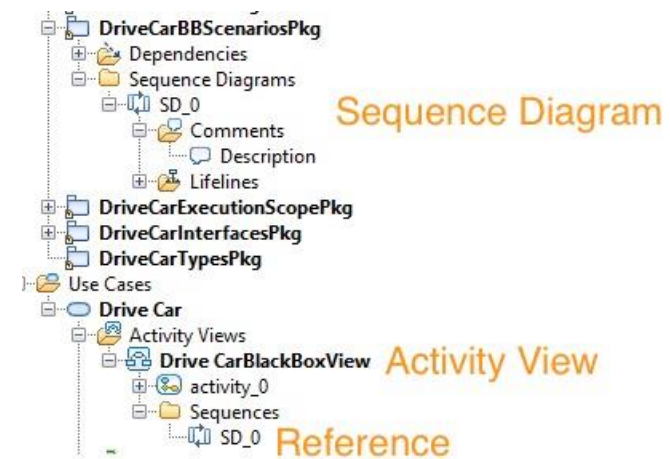 DriveCarBBScenariosPkg
Dependencies
Sequence Diagrams
SD_0
Sequence Diagram
Comments
Description
Lifelines
DriveCarExecutionScopePkg
DriveCarInterfacesPkg
DriveCarTypesPkg
Use Cases
Drive Car
Activity Views
Drive CarBlackBoxView
Activity View
activity_0
Sequences
SD_0
Reference